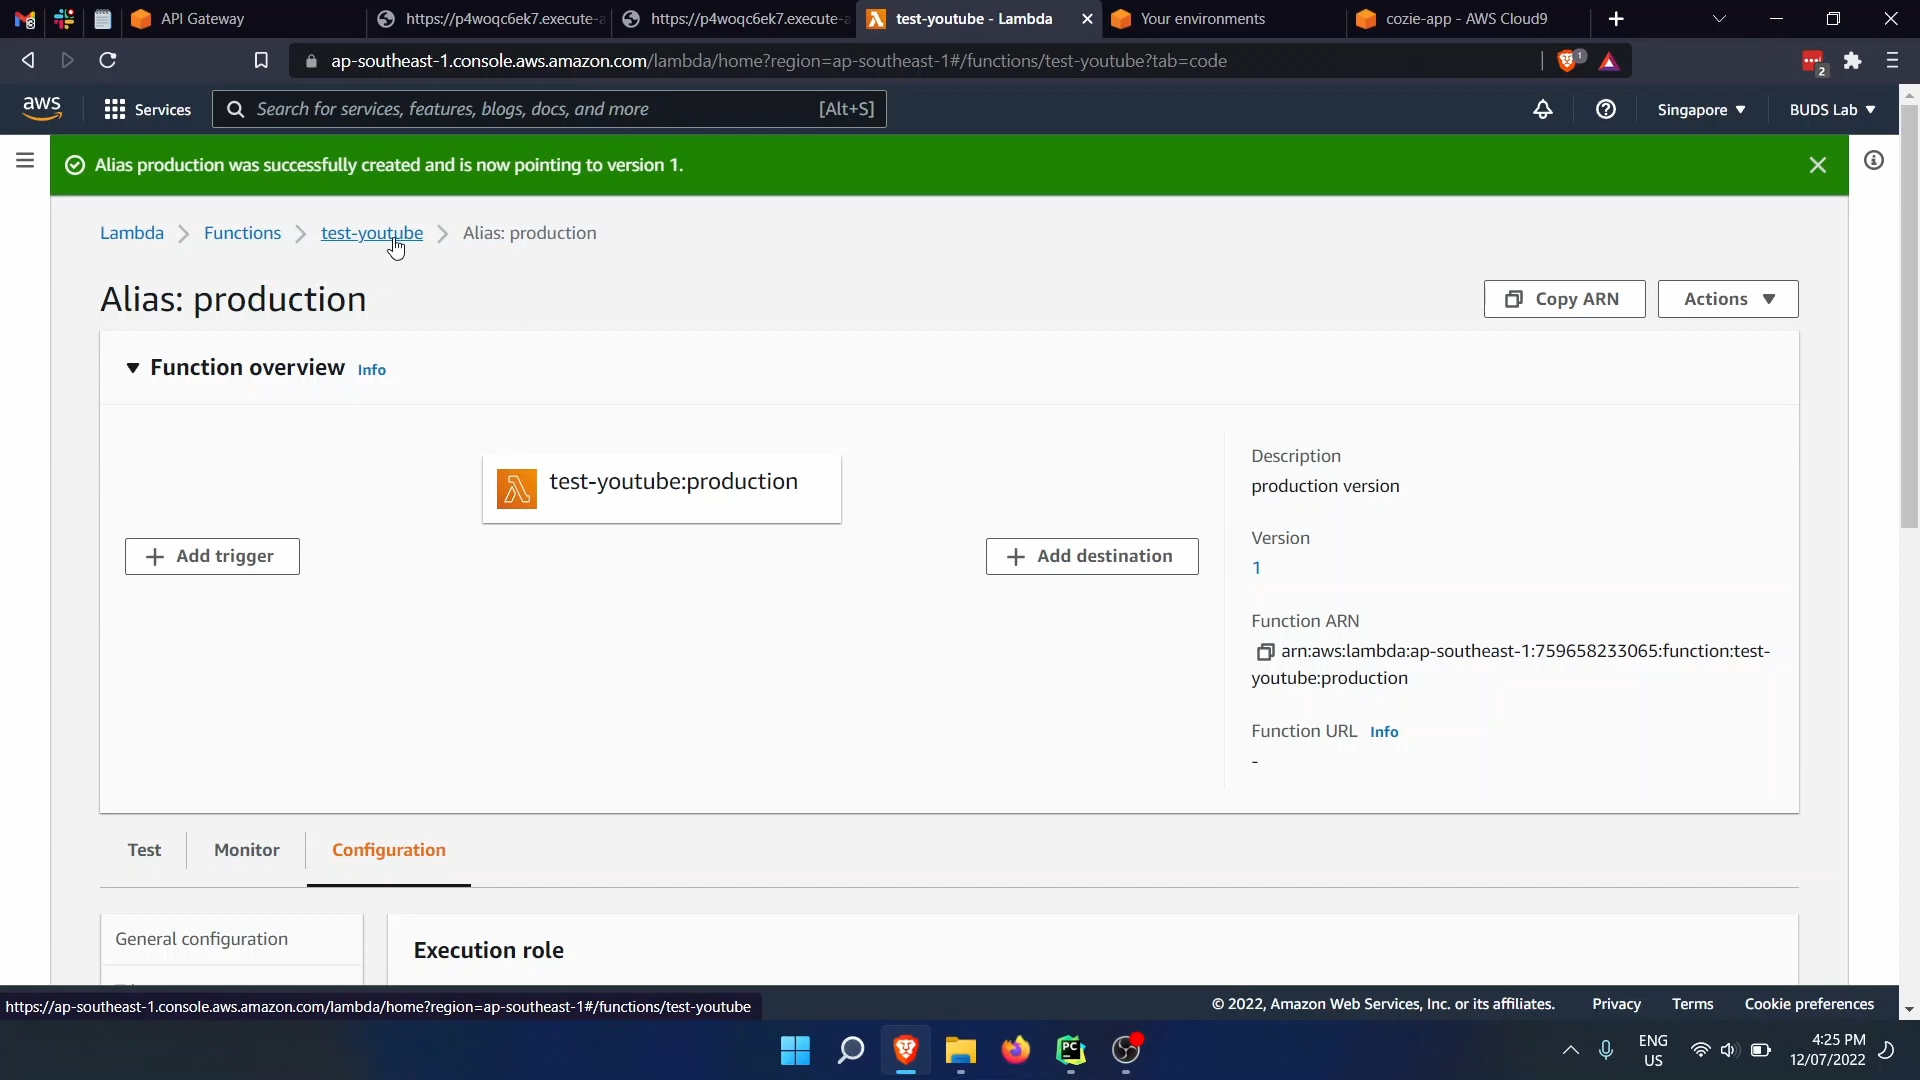 API Gateway
https://p4woqc6ek7.execute-a
https://p4woqc6ek7.execute-a
test-youtube - Lambda
Your environments
cozie-app - AWS Cloud9
ap-southeast-1.console.aws.amazon.com/lambda/home?region=ap-southeast-1#/functions/test-youtube?tab=code
1
2
aws
Services
Search for services, features, blogs, docs, and more
[Alt+S]
Singapore
BUDS Lab
Alias production was successfully created and is now pointing to version 1.
Lambda
Functions
test-youtube
Alias: production
Alias: production
Copy ARN
Actions
Function overview Info
test-youtube:production
Add trigger
Add destination
Description
production version
Version
1
Function ARN
arn:aws:lambda:ap-southeast-1:759658233065:function:test-
youtube:production
Function URL Info
-
Test
Monitor
Configuration
General configuration
Execution role
https://ap-southeast-1.console.aws.amazon.com/lambda/home?region=ap-southeast-1#/functions/test-youtube
© 2022, Amazon Web Services, Inc. or its affiliates.
Privacy
Terms
Cookie preferences
PC
ENG
US
4:25 PM
12/07/2022